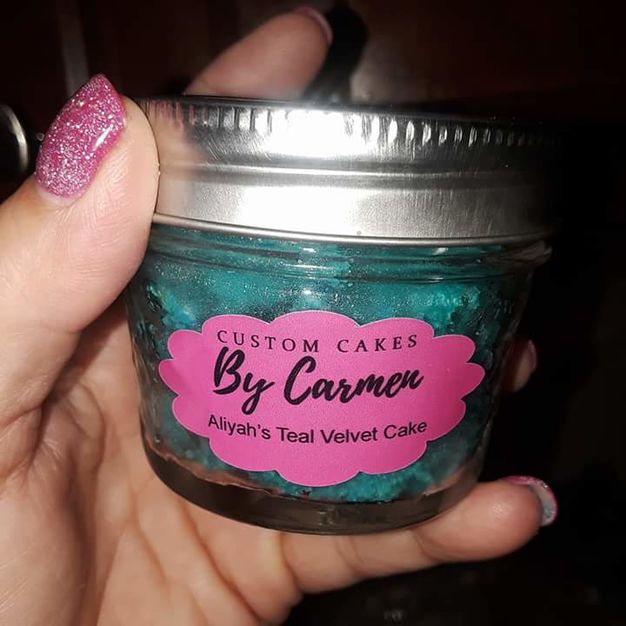 CUSTOM CAKES
By Carmen
Aliyah's Teal Velvet Cake